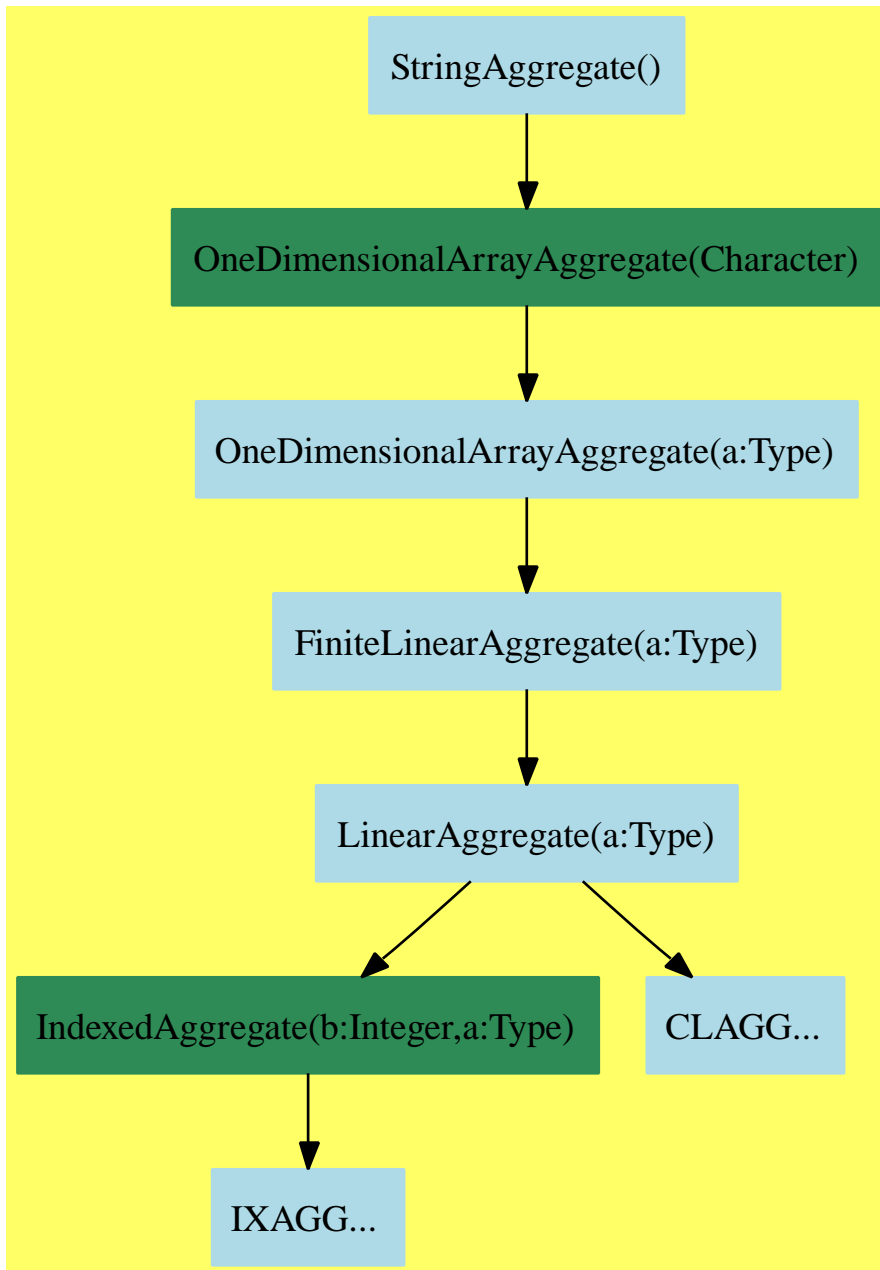 StringAggregate()
OneDimensionalArrayAggregate(Character)
OneDimensionalArrayAggregate(a:Type)
FiniteLinearAggregate(a:Type)
LinearAggregate(a:Type)
IndexedAggregate(b:Integer,a:Type)
CLAGG...
IXAGG...